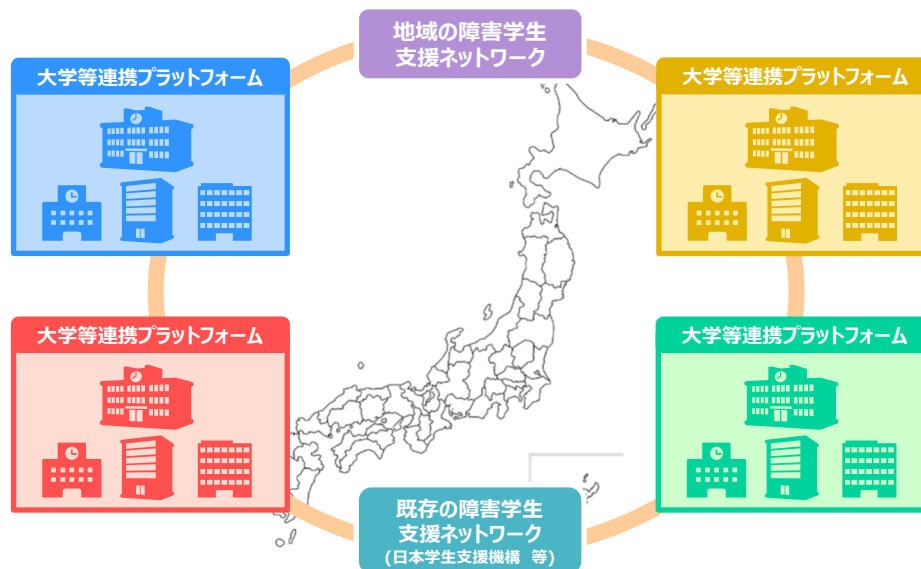 地域の障害学生
支援ネットワーク
大学等連携プラットフォーム
大学等連携プラットフォーム
大学等連携プラットフォーム
大学等連携プラットフォーム
既存の障害学生
支援ネットワーク
(日本学生支援機構 等)